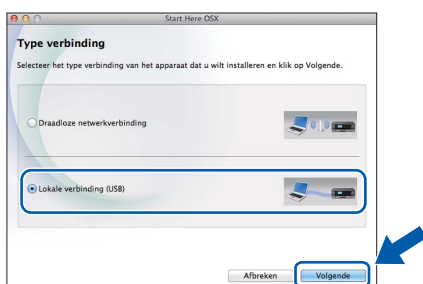 Start Here OSX
Type verbinding
Selecteer het type verbinding van het apparaat dat u wilt installeren en klik op Volgende.
Draadloze netwerkverbinding
Lokale verbinding (USB)
Afbreken Volgende